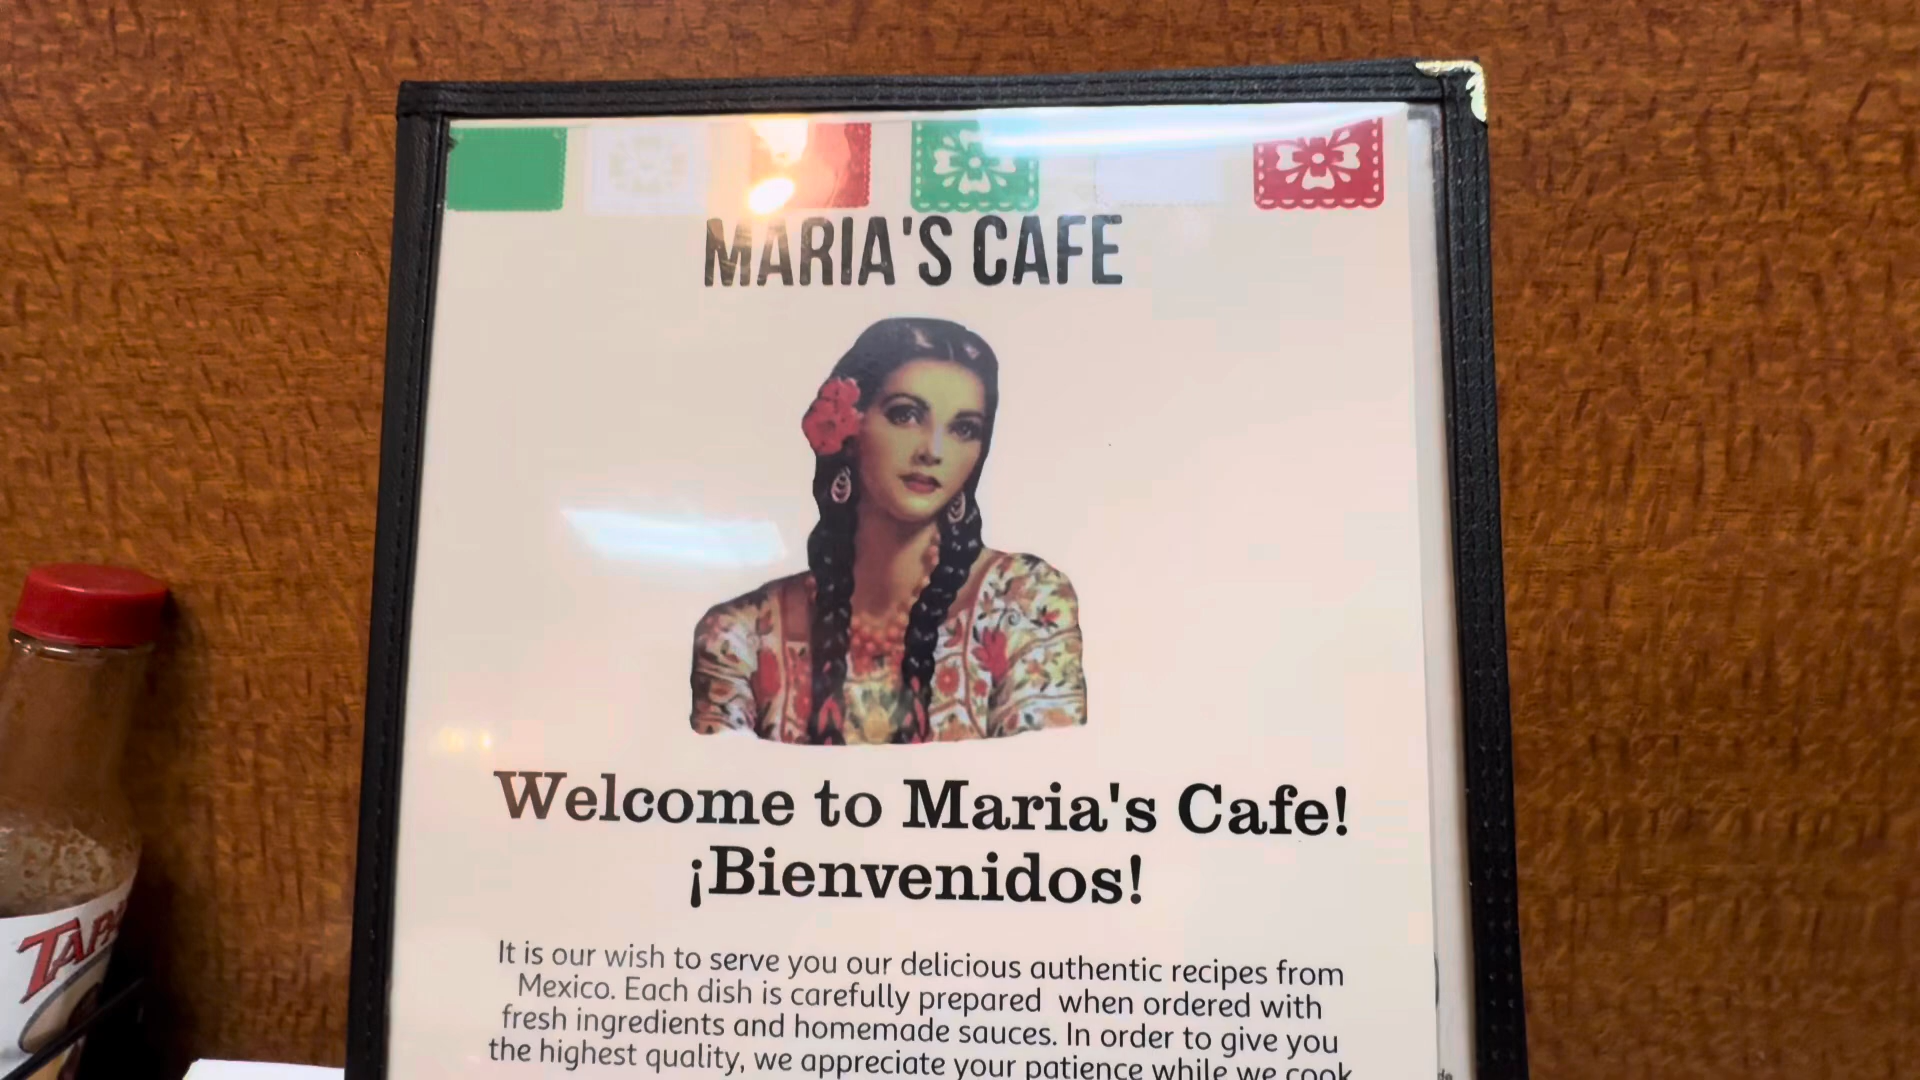 MARIA'S CAFE
Welcome to Maria's Cafe!
¡Bienvenidos!
It is our wish to serve you our delicious authentic recipes from
Mexico. Each dish is carefully prepared when ordered with
fresh ingredients and homemade sauces. In order to give you
the highest quality, we appreciate your patience while we cook